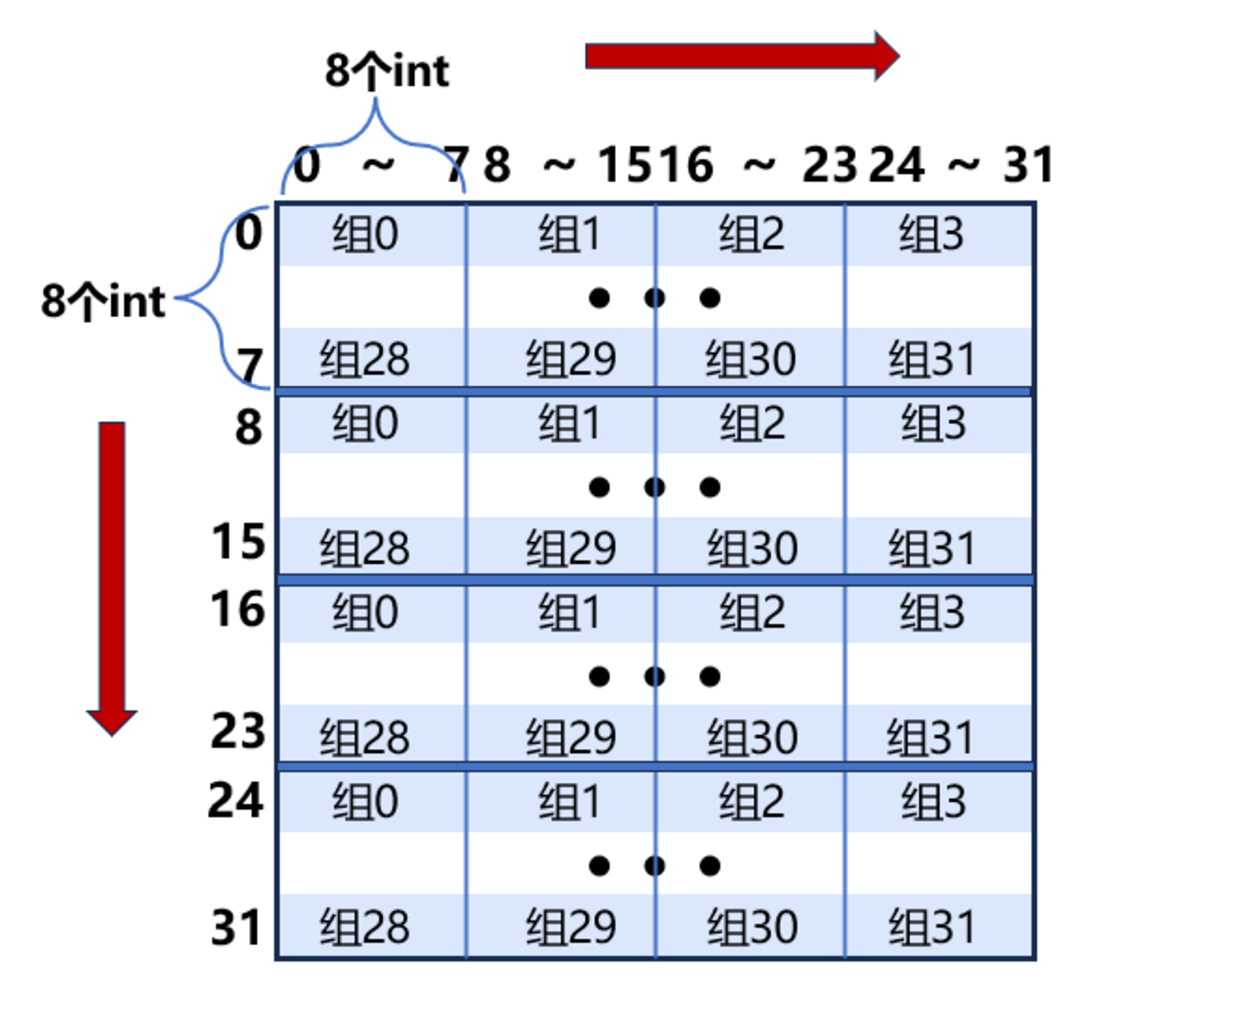 8个int
0 ~ 7 8 ~ 15 16 ~ 23 24 ~ 31
0 组0 组1 组2 组3
8个int
7 组28 组29 组30 组31
8 组0 组1 组2 组3
15 组28 组29 组30 组31
16 组0 组1 组2 组3
23 组28 组29 组30 组31
24 组0 组1 组2 组3
31 组28 组29 组30 组31